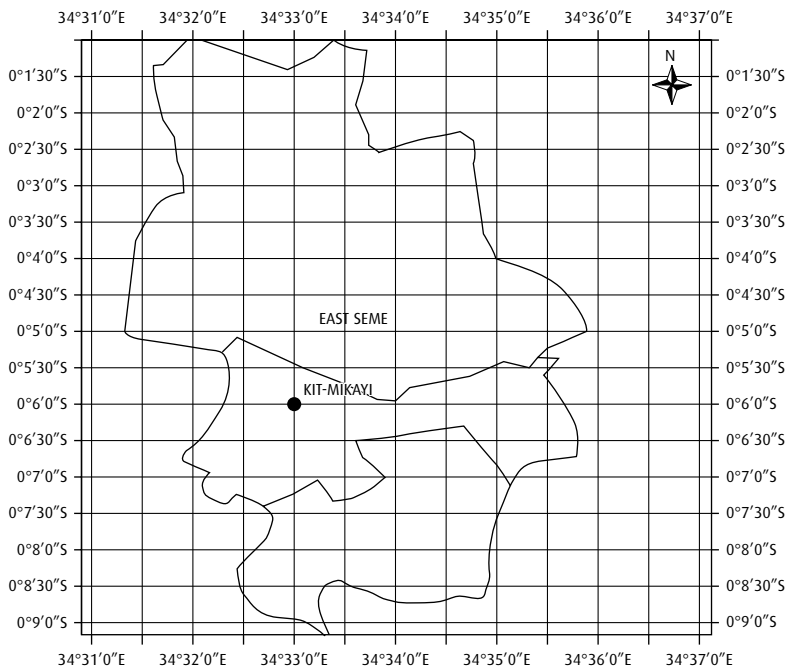 34°31′0″E 34°32′0″E 34°33′0″E 34°34′0″E 34°35′0″E 34°36′0″E 34°37′0″E
N
0°1′30″S 0°1′30″S
0°2′0″S 0°2′0″S
0°2′30″S 0°2′30″S
0°3′0″S 0°3′0″S
0°3′30″S 0°3′30″S
0°4′0″S 0°4′0″S
0°4′30″S 0°4′30″S
EAST SEME
0°5′0″S 0°5′0″S
0°5′30″S 0°5′30″S
KIT-MIKAYI
0°6′0″S 0°6′0″S
0°6′30″S 0°6′30″S
0°7′0″S 0°7′0″S
0°7′30″S 0°7′30″S
0°8′0″S 0°8′0″S
0°8′30″S 0°8′30″S
0°9′0″S 0°9′0″S
34°31′0″E 34°32′0″E 34°33′0″E 34°34′0″E 34°35′0″E 34°36′0″E 34°37′0″E